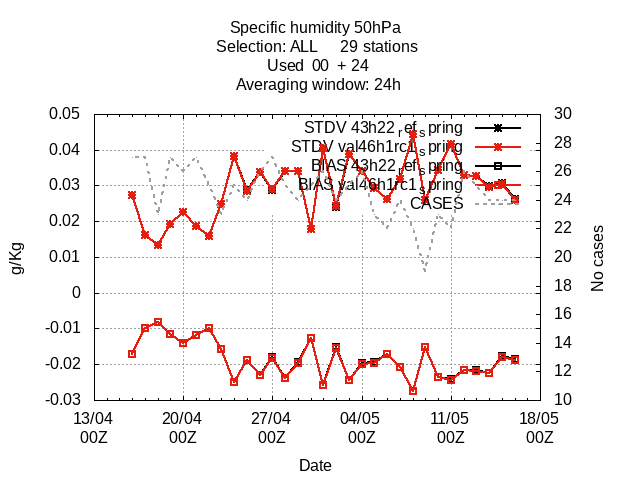 Specific humidity 50hPa
Selection: ALL 29 stations
Used 00 + 24
Averaging window: 24h
0.05
0.04
0.03
0.02
0.01
0
-0.01
-0.02
-0.03
g/Kg
30
28
26
24
22
20
18
16
14
12
10
No cases
STDV 43h22_ref_spring
STDV val46h1rc1_spring
BIAS 43h22_ref_spring
BIAS val46h1rc1_spring
CASES
13/04 20/04 27/04 04/05 11/05 18/05
00Z 00Z 00Z 00Z 00Z 00Z
Date